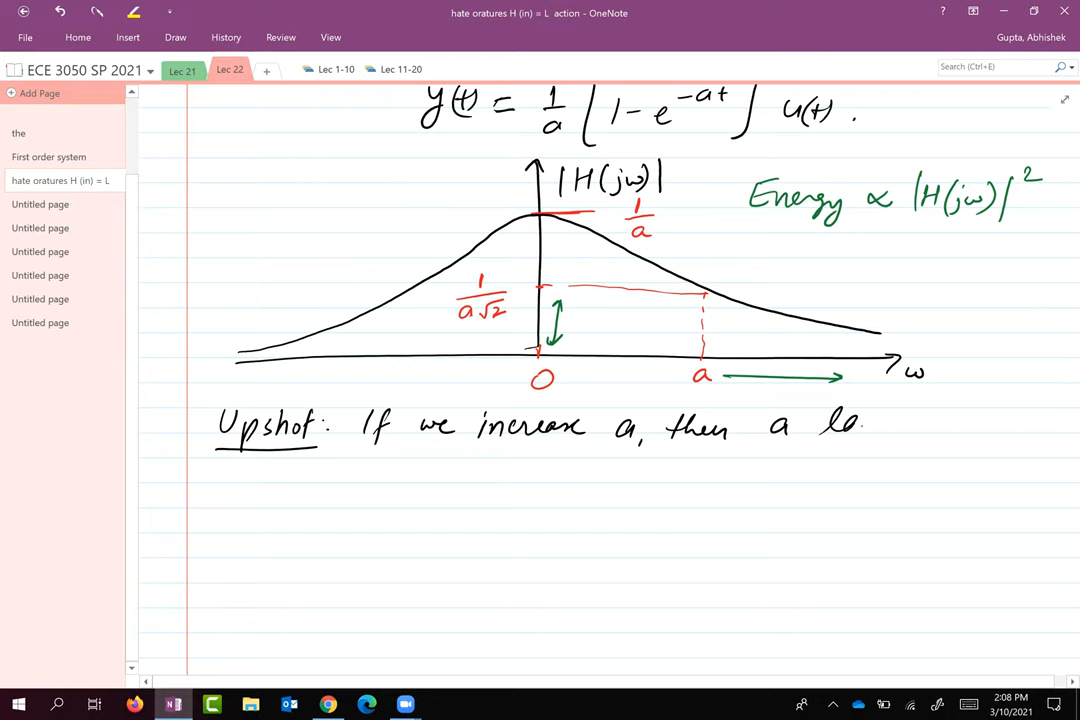 hate oratures H (in) = L action - OneNote
File Home Insert Draw History Review View
Gupta, Abhishek
ECE 3050 SP 2021
Lec 21
Lec 22
Lec 1-10
Lec 11-20
Search (Ctrl+E)
Add Page
the
First order system
hate oratures H (in) = L
Untitled page
Untitled page
Untitled page
Untitled page
Untitled page
Untitled page
y(t) = 1/a [1 - e^-at] u(t).
|H(jω)|
Energy ∝ |H(jω)|^2
1/a
1/a√2
0
a
ω
Upshot: If we increase a, then a
2:08 PM
3/10/2021